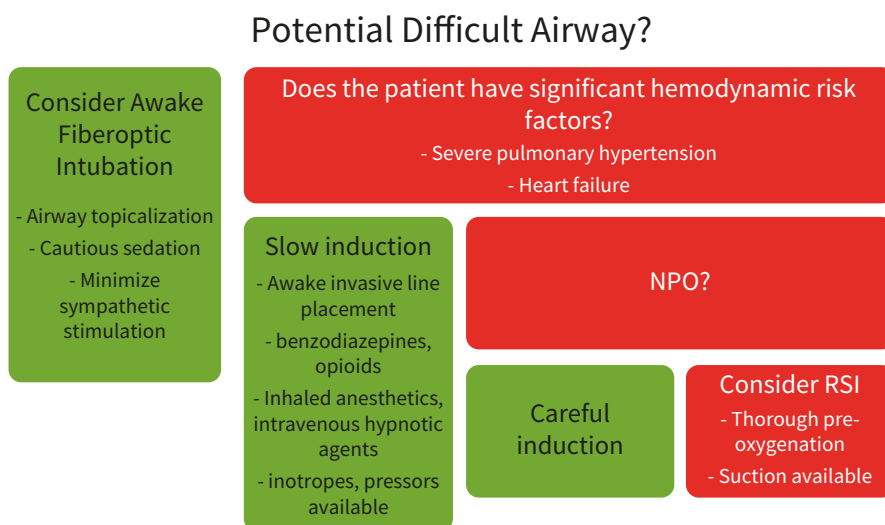 Potential Difficult Airway?
Consider Awake
Fiberoptic
Intubation
- Airway topicalization
- Cautious sedation
- Minimize
sympathetic
stimulation
Does the patient have significant hemodynamic risk
factors?
- Severe pulmonary hypertension
- Heart failure
Slow induction
- Awake invasive line
placement
- benzodiazepines,
opioids
- Inhaled anesthetics,
intravenous hypnotic
agents
- inotropes, pressors
available
NPO?
Careful
induction
Consider RSI
- Thorough pre-
oxygenation
- Suction available